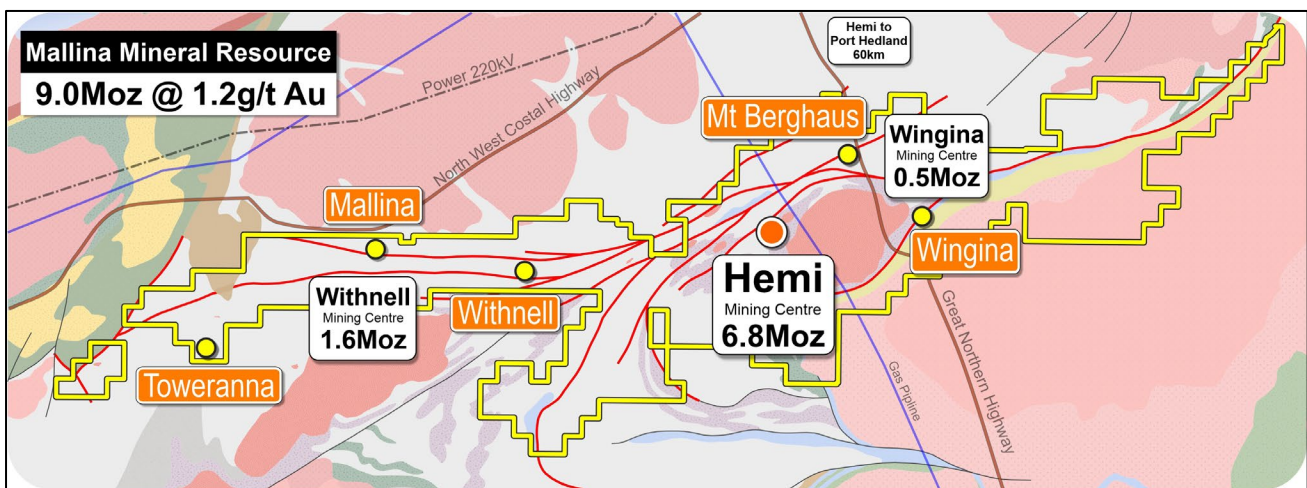 Mallina Mineral Resource
9.0Moz @ 1.2g/t Au
Power 220kV
North West Costal Highway
Hemi to
Port Hedland
60km
Mt Berghaus
Wingina
Mining Centre
0.5Moz
Mallina
Withnell
Mining Centre
1.6Moz
Withnell
Hemi
Mining Centre
6.8Moz
Wingina
Toweranna
Gas Pipline
Great Northern Highway